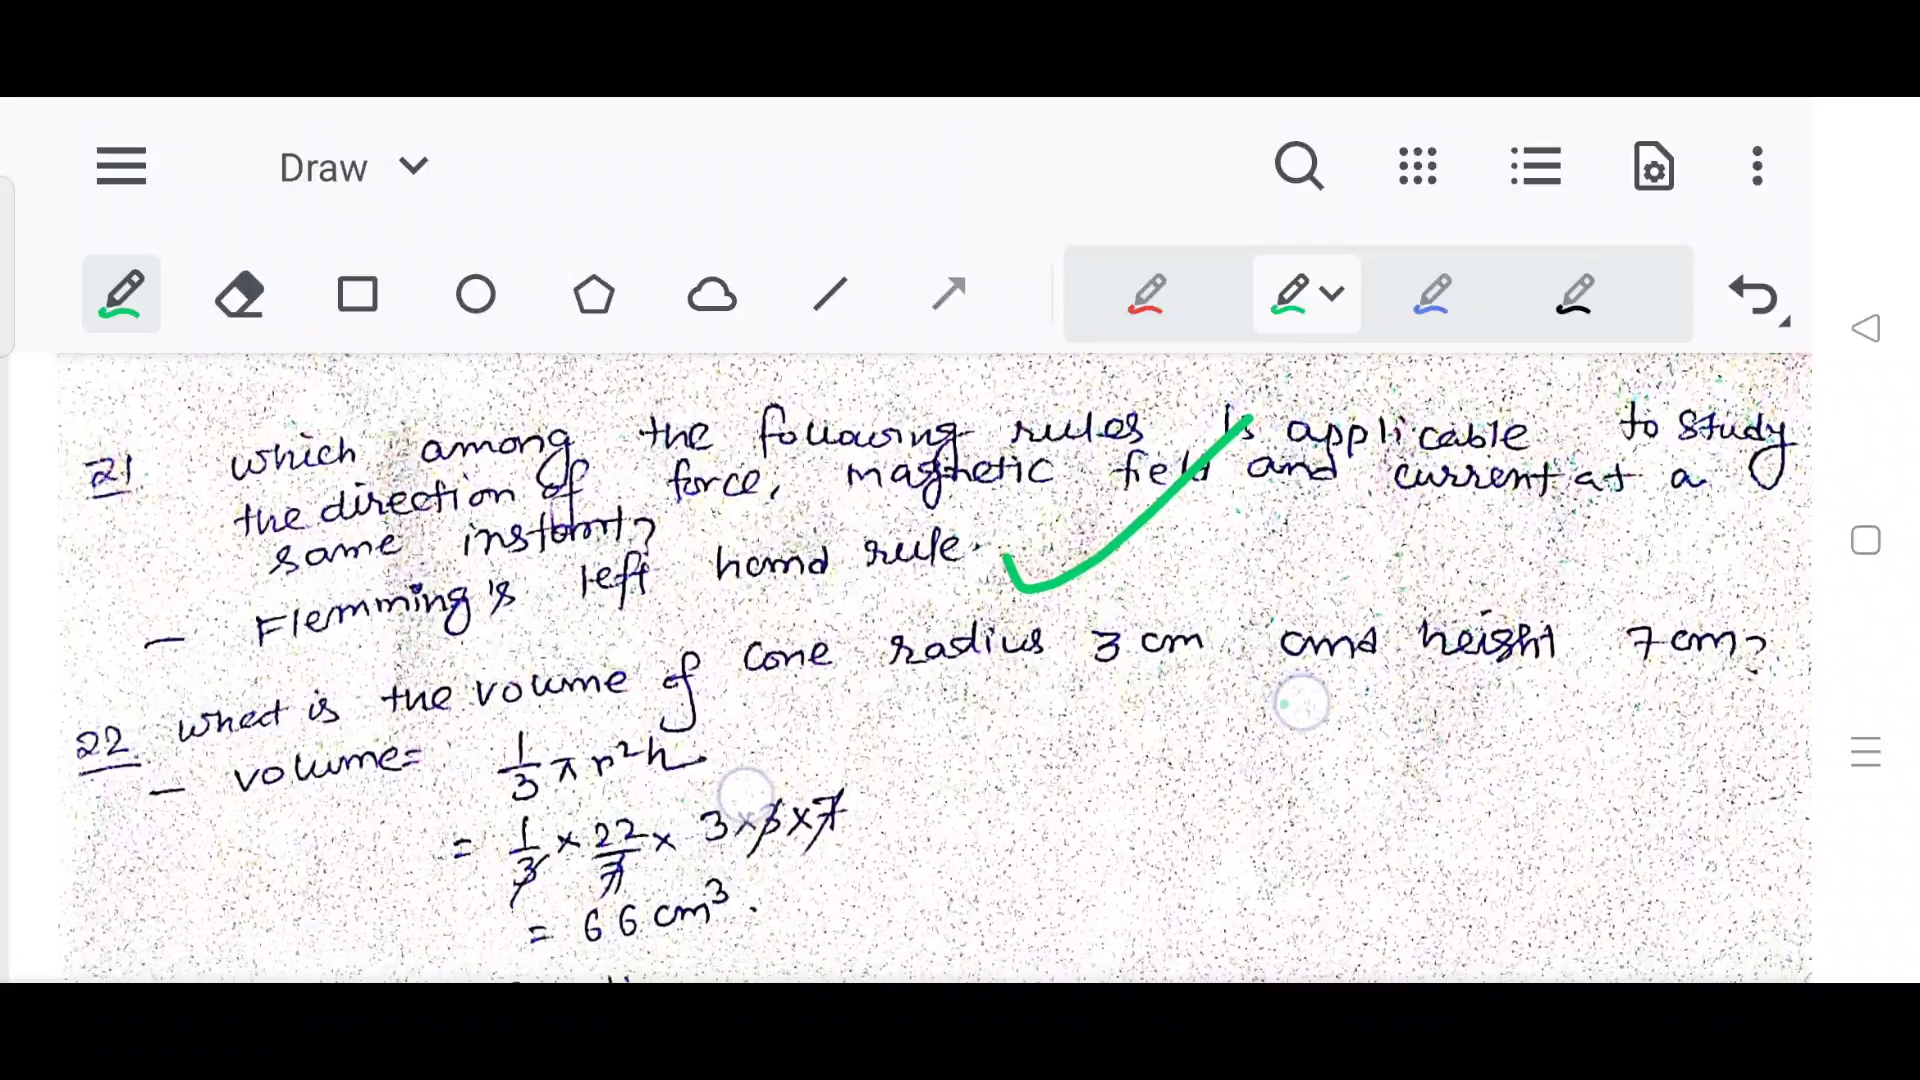 Draw
21 which among the following rules is applicable to study
the direction of force, magnetic field and current at a
same instant?
- Flemming's left hand rule.
22 what is the volume of cone radius 3 cm and height 7cm?
- volume= 1/3 π r²h
= 1/3 × 22/7 × 3×3×7
= 66 cm³.